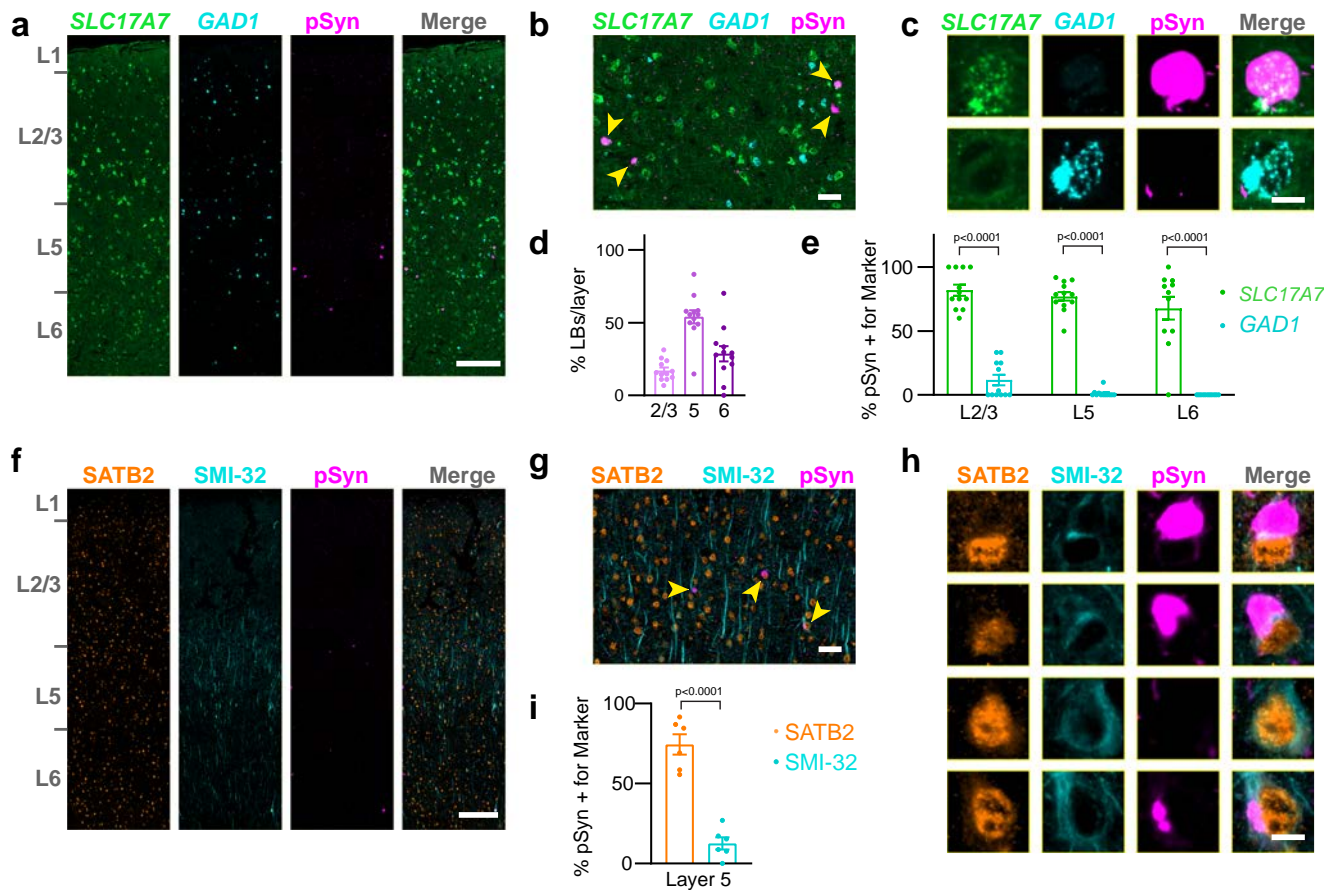 a
SLC17A7 GAD1 pSyn Merge
L1
L2/3
L5
L6
b
SLC17A7 GAD1 pSyn
c
SLC17A7 GAD1 pSyn Merge
d
% LBs/layer
100
50
0
2/3 5 6
e
% pSyn + for Marker
100
50
0
p<0.0001 p<0.0001 p<0.0001
L2/3 L5 L6
SLC17A7
GAD1
f
SATB2 SMI-32 pSyn Merge
L1
L2/3
L5
L6
g
SATB2 SMI-32 pSyn
h
SATB2 SMI-32 pSyn Merge
i
% pSyn + for Marker
100
50
0
p<0.0001
Layer 5
SATB2
SMI-32